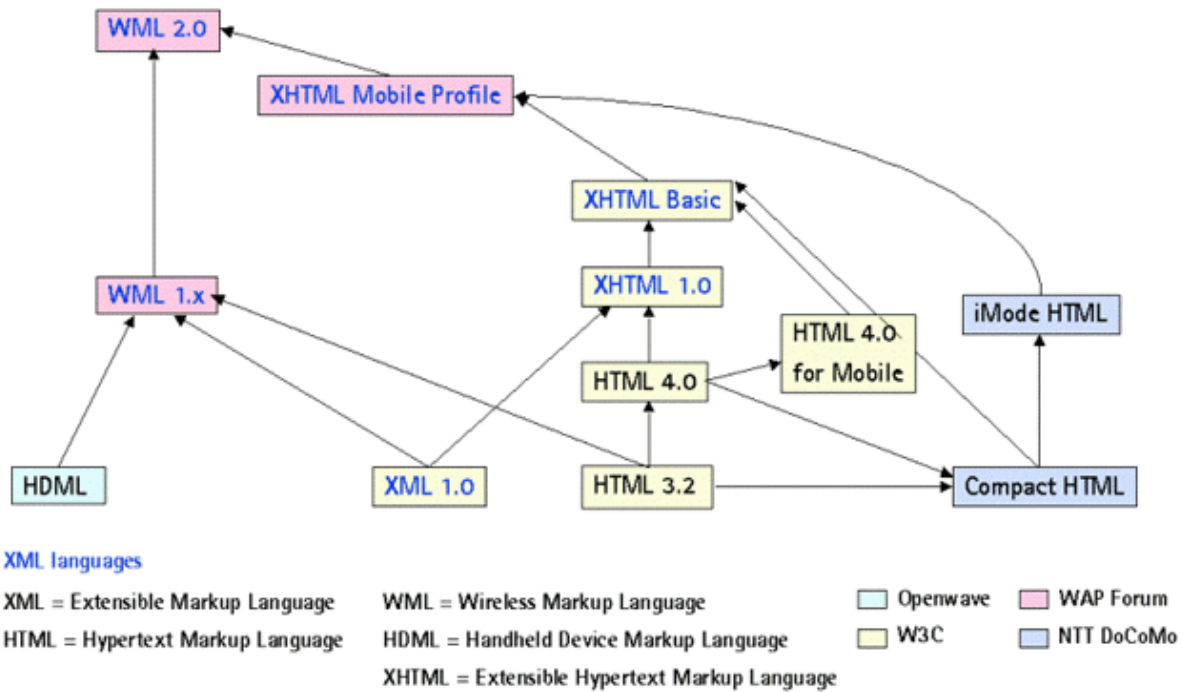 WML 2.0
XHTML Mobile Profile
XHTML Basic
XHTML 1.0
WML 1.x
iMode HTML
HTML 4.0
for Mobile
HTML 4.0
HDML
XML 1.0
HTML 3.2
Compact HTML
XML languages
XML = Extensible Markup Language
WML = Wireless Markup Language
Openwave
WAP Forum
HTML = Hypertext Markup Language
HDML = Handheld Device Markup Language
W3C
NTT DoCoMo
XHTML = Extensible Hypertext Markup Language